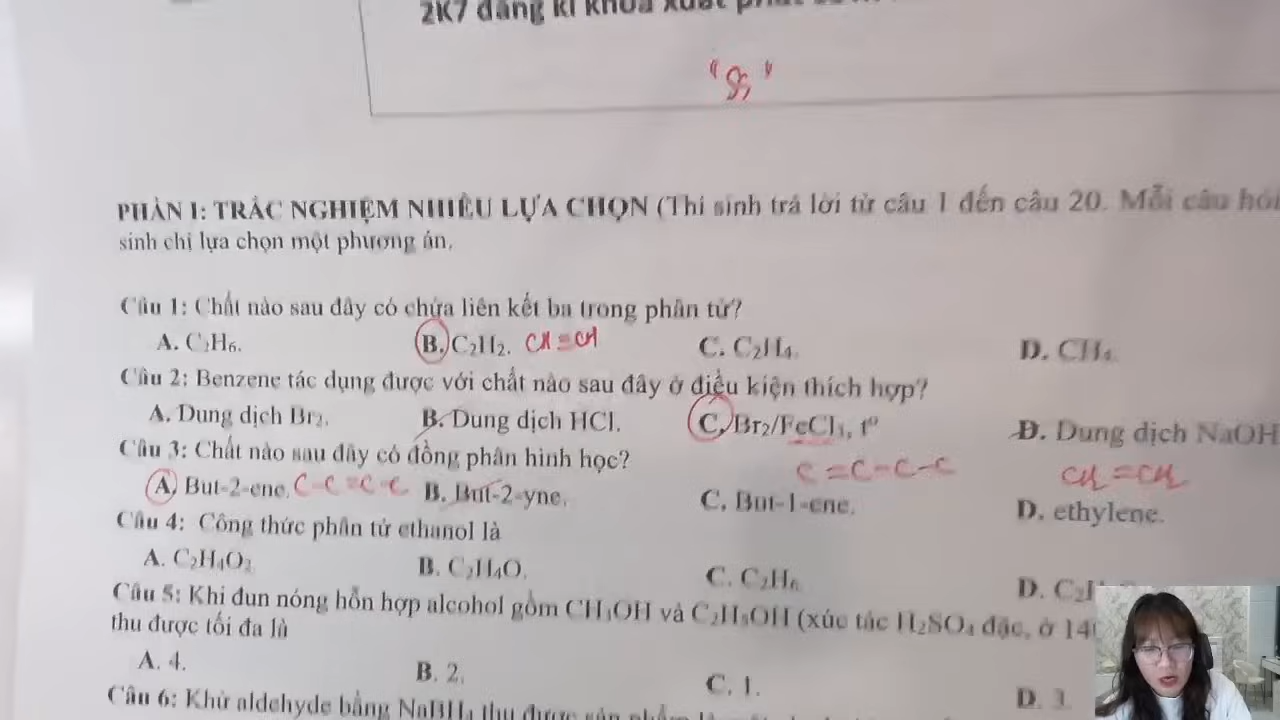 2K7 đăng kí khoá xuất
"S"
PHẦN 1: TRẮC NGHIỆM NHIỀU LỰA CHỌN (Thí sinh trả lời từ câu 1 đến câu 20. Mỗi câu hỏi
sinh chỉ lựa chọn một phương án.
Câu 1: Chất nào sau đây có chứa liên kết ba trong phân tử?
A. C₂H₆. B. C₂H₂. CH≡CH C. C₂H₄. D. CH₄.
Câu 2: Benzene tác dụng được với chất nào sau đây ở điều kiện thích hợp?
A. Dung dịch Br₂. B. Dung dịch HCl. C. Br₂/FeCl₃, t° D. Dung dịch NaOH
Câu 3: Chất nào sau đây có đồng phân hình học?
C=C-C-C CH=CH
A. But-2-ene. C-C=C-C B. But-2-yne. C. But-1-ene. D. ethylene.
Câu 4: Công thức phân tử ethanol là
A. C₂H₄O₂ B. C₂H₄O. C. C₂H₆ D.
Câu 5: Khi đun nóng hỗn hợp alcohol gồm CH₃OH và C₂H₅OH (xúc tác H₂SO₄ đặc, ở 14
thu được tối đa là
A. 4. B. 2. C. 1. D. 3
Câu 6: Khử aldehyde bằng NaBH₄ thu được sản phẩm